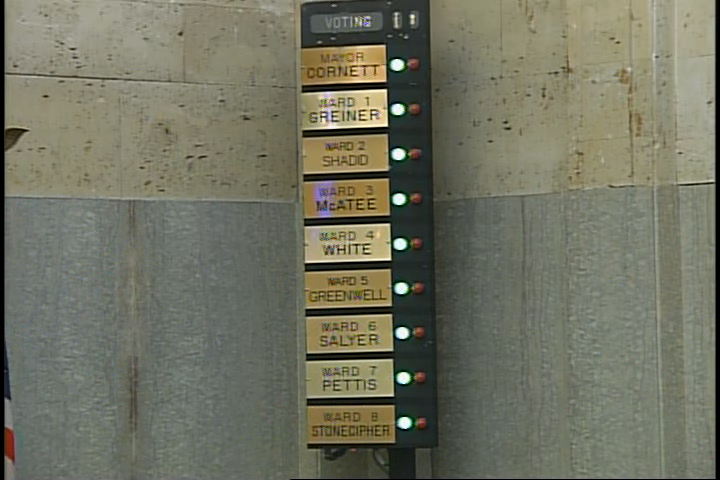 VOTING
MAYOR
CORNETT
WARD 1
GREINER
WARD 2
SHADID
WARD 3
McATEE
WARD 4
WHITE
WARD 5
GREENWELL
WARD 6
SALYER
WARD 7
PETTIS
WARD 8
STONECIPHER